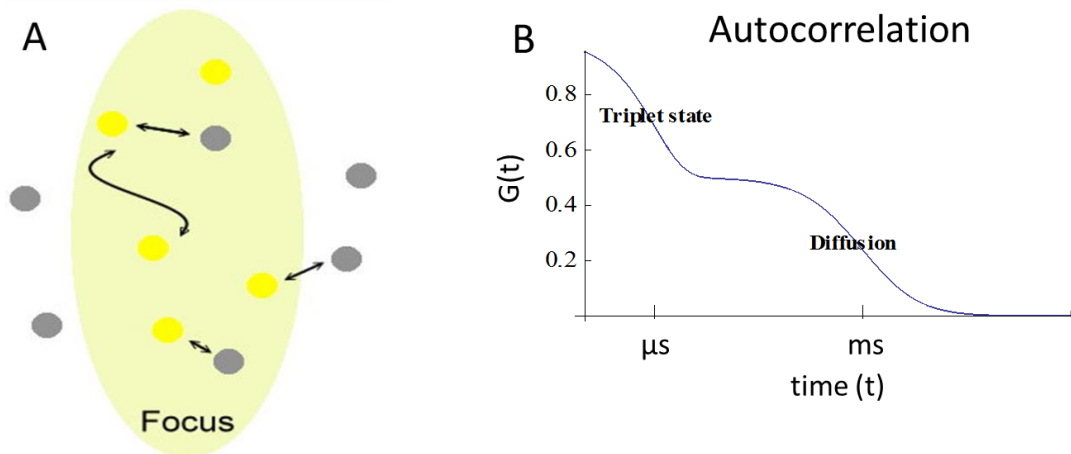 A
Focus
B
Autocorrelation
G(t)
0.8
0.6
0.4
0.2
Triplet state
Diffusion
μs
ms
time (t)